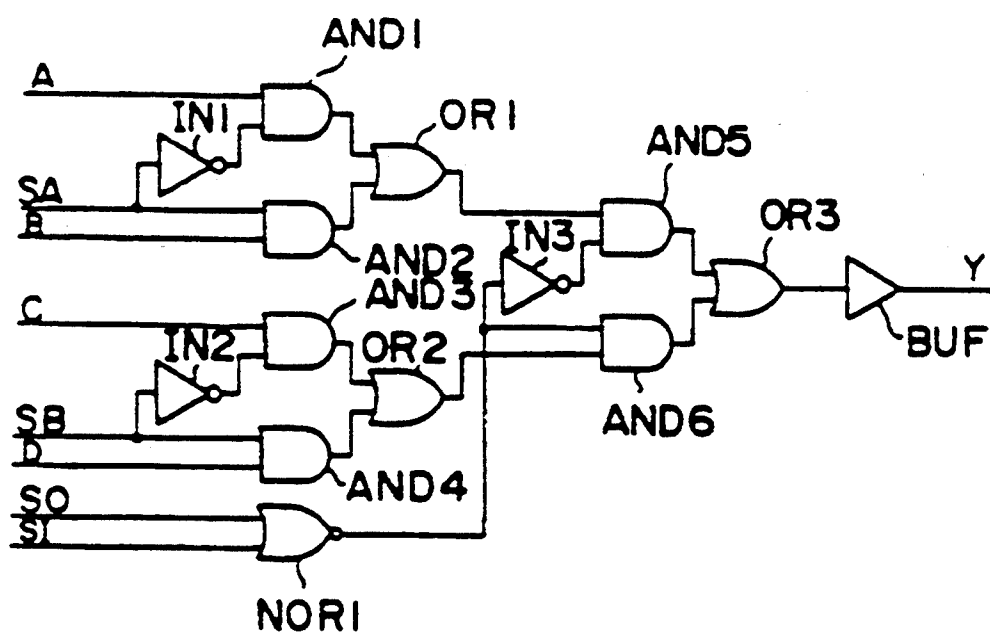 AND1
A
IN1
OR1
AND5
SA
B
AND2
IN3
OR3
Y
C
AND3
IN2
OR2
BUF
SB
D
AND4
AND6
S0
S1
NOR1